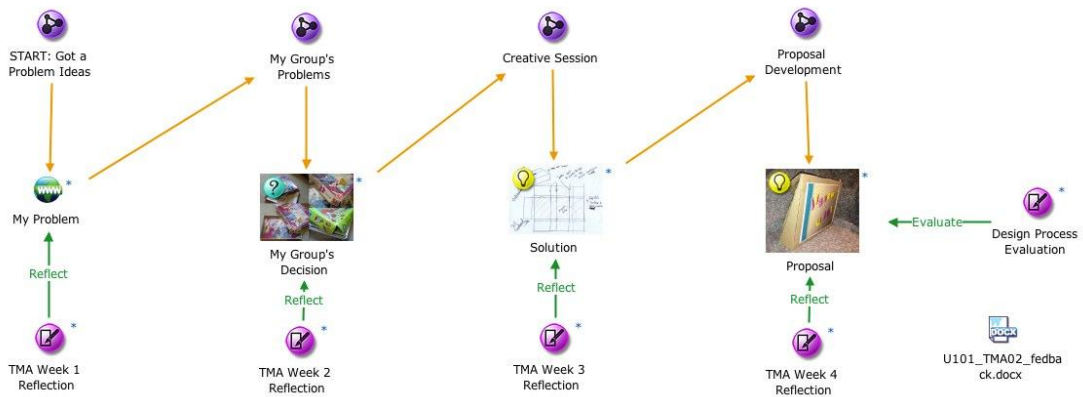 START: Got a
Problem Ideas
My Group's
Problems
Creative Session
Proposal
Development
www
My Problem
?
My Group's
Decision
Solution
Proposal
Evaluate
Design Process
Evaluation
Reflect
Reflect
Reflect
Reflect
TMA Week 1
Reflection
TMA Week 2
Reflection
TMA Week 3
Reflection
TMA Week 4
Reflection
W
DOCX
U101_TMA02_fedba
ck.docx